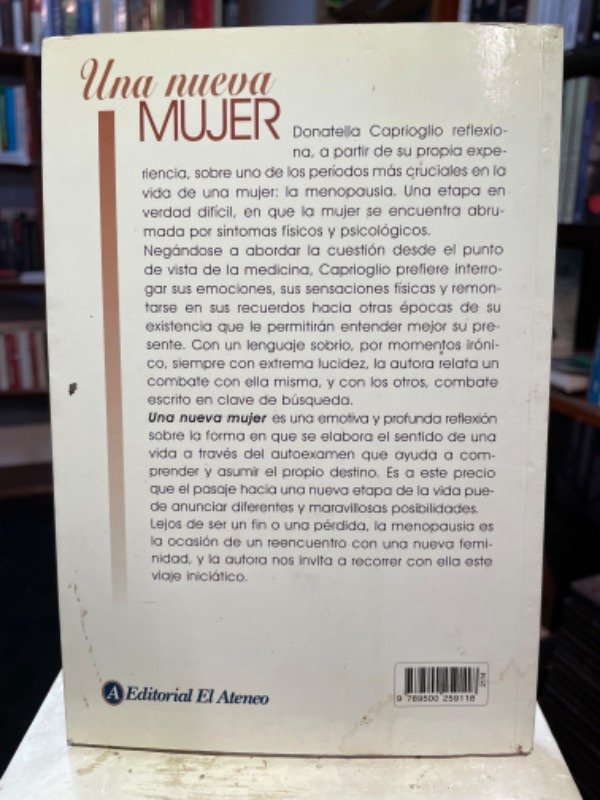 Una nueva
MUJER
Donatella Caprioglio reflexio-
na, a partir de su propia expe-
riencia, sobre uno de los períodos más cruciales en la
vida de una mujer: la menopausia. Una etapa en
verdad difícil, en que la mujer se encuentra abru-
mada por síntomas físicos y psicológicos.
Negándose a abordar la cuestión desde el punto
de vista de la medicina, Caprioglio prefiere interro-
gar sus emociones, sus sensaciones físicas y remon-
tarse en sus recuerdos hacia otras épocas de su
existencia que le permitirán entender mejor su pre-
sente. Con un lenguaje sobrio, por momentos iróni-
co, siempre con extrema lucidez, la autora relata un
combate con ella misma, y con los otros, combate
escrito en clave de búsqueda.
Una nueva mujer es una emotiva y profunda reflexión
sobre la forma en que se elabora el sentido de una
vida a través del autoexamen que ayuda a com-
prender y asumir el propio destino. Es a este precio
que el pasaje hacia una nueva etapa de la vida pue-
de anunciar diferentes y maravillosas posibilidades.
Lejos de ser un fin o una pérdida, la menopausia es
la ocasión de un reencuentro con una nueva femi-
nidad, y la autora nos invita a recorrer con ella este
viaje iniciático.
A Editorial El Ateneo
9 789500 259118